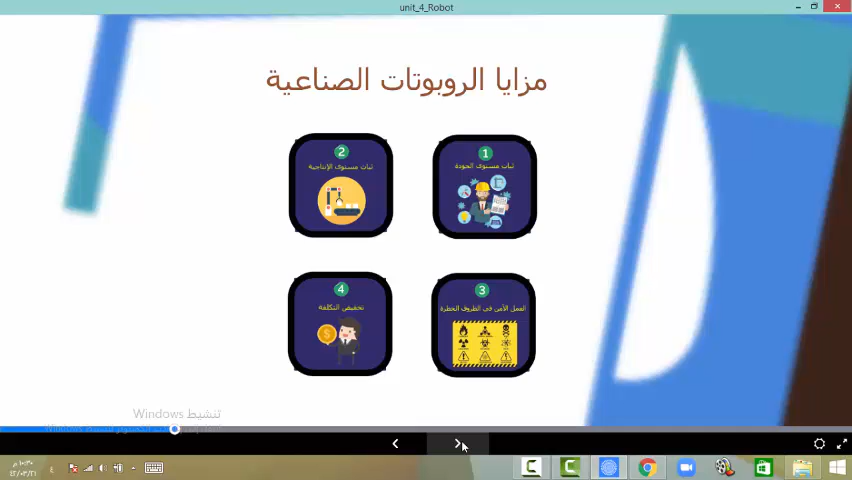 unit_4_Robot
مزايا الروبوتات الصناعية
1
ثبات مستوى الجودة
2
ثبات مستوى الإنتاجية
3
العمل الآمن في الظروف الخطرة
4
تخفيض التكلفة
$
تنشيط Windows